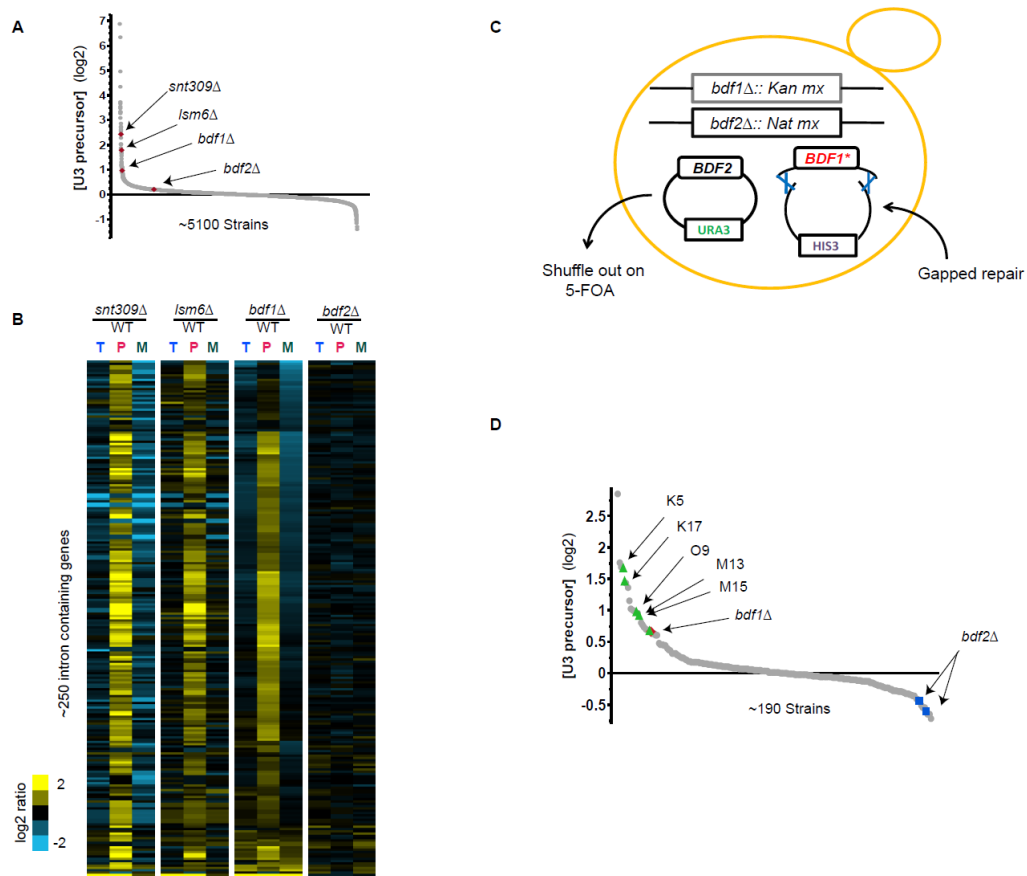 A
[U3 precursor] (log2)
7
6
5
4
3
2
1
0
-1
snt309Δ
lsm6Δ
bdf1Δ
bdf2Δ
~5100 Strains
B
snt309Δ lsm6Δ bdf1Δ bdf2Δ
WT WT WT WT
T P M T P M T P M T P M
~250 intron containing genes
log2 ratio
2
-2
C
bdf1Δ:: Kan mx
bdf2Δ:: Nat mx
BDF2
BDF1*
URA3
HIS3
Shuffle out on
5-FOA
Gapped repair
D
[U3 precursor] (log2)
2.5
2
1.5
1
0.5
0
-0.5
K5
K17
O9
M13
M15
bdf1Δ
bdf2Δ
~190 Strains